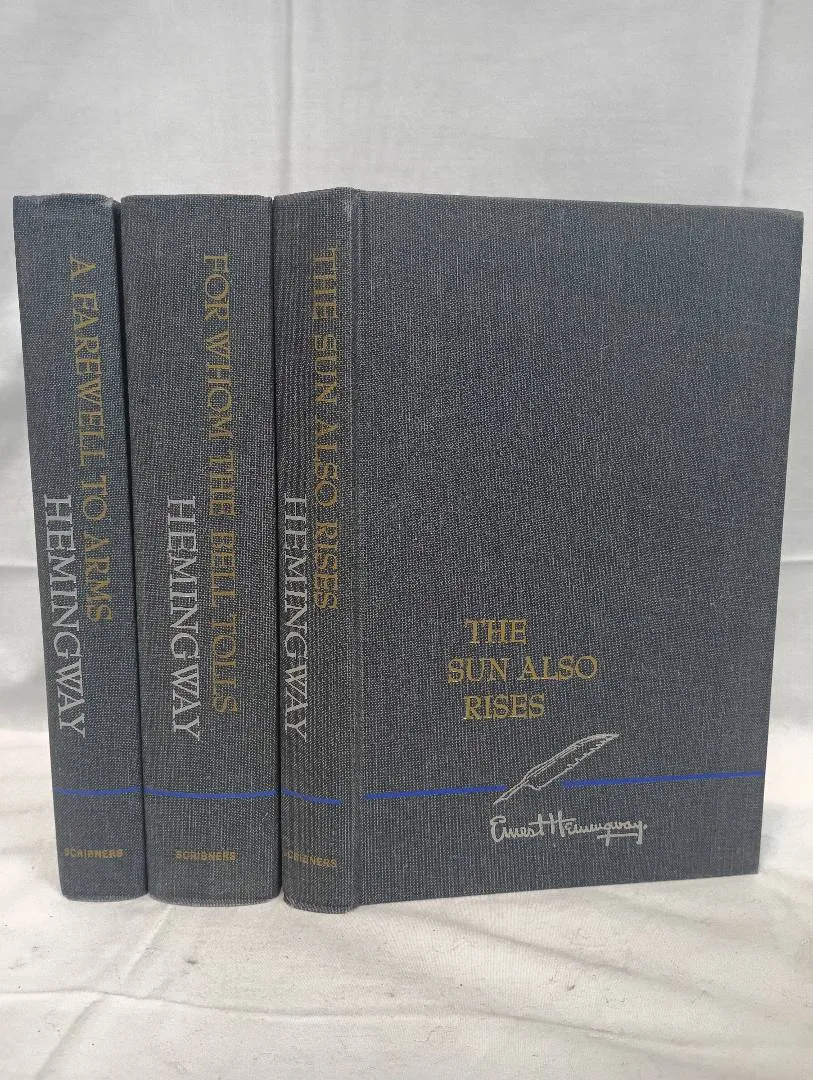 A FAREWELL TO ARMS
HEMINGWAY
SCRIBNERS
FOR WHOM THE BELL TOLLS
HEMINGWAY
SCRIBNERS
THE SUN ALSO RISES
HEMINGWAY
SCRIBNERS
THE
SUN ALSO
RISES
Ernest Hemingway.